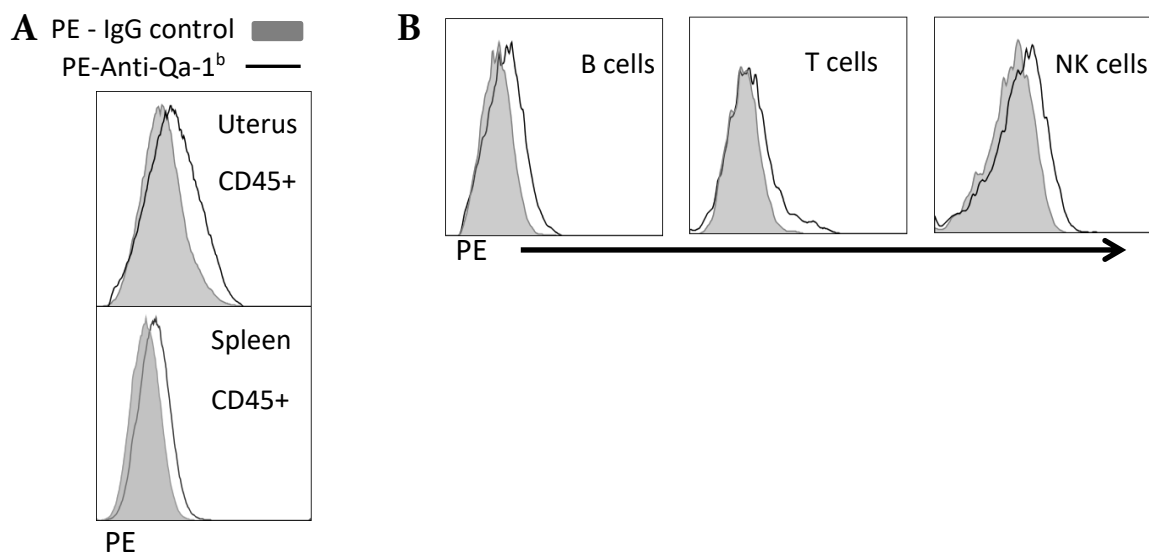 A
PE - IgG control
PE-Anti-Qa-1ᵇ
Uterus
CD45+
Spleen
CD45+
PE
B
B cells
T cells
NK cells
PE